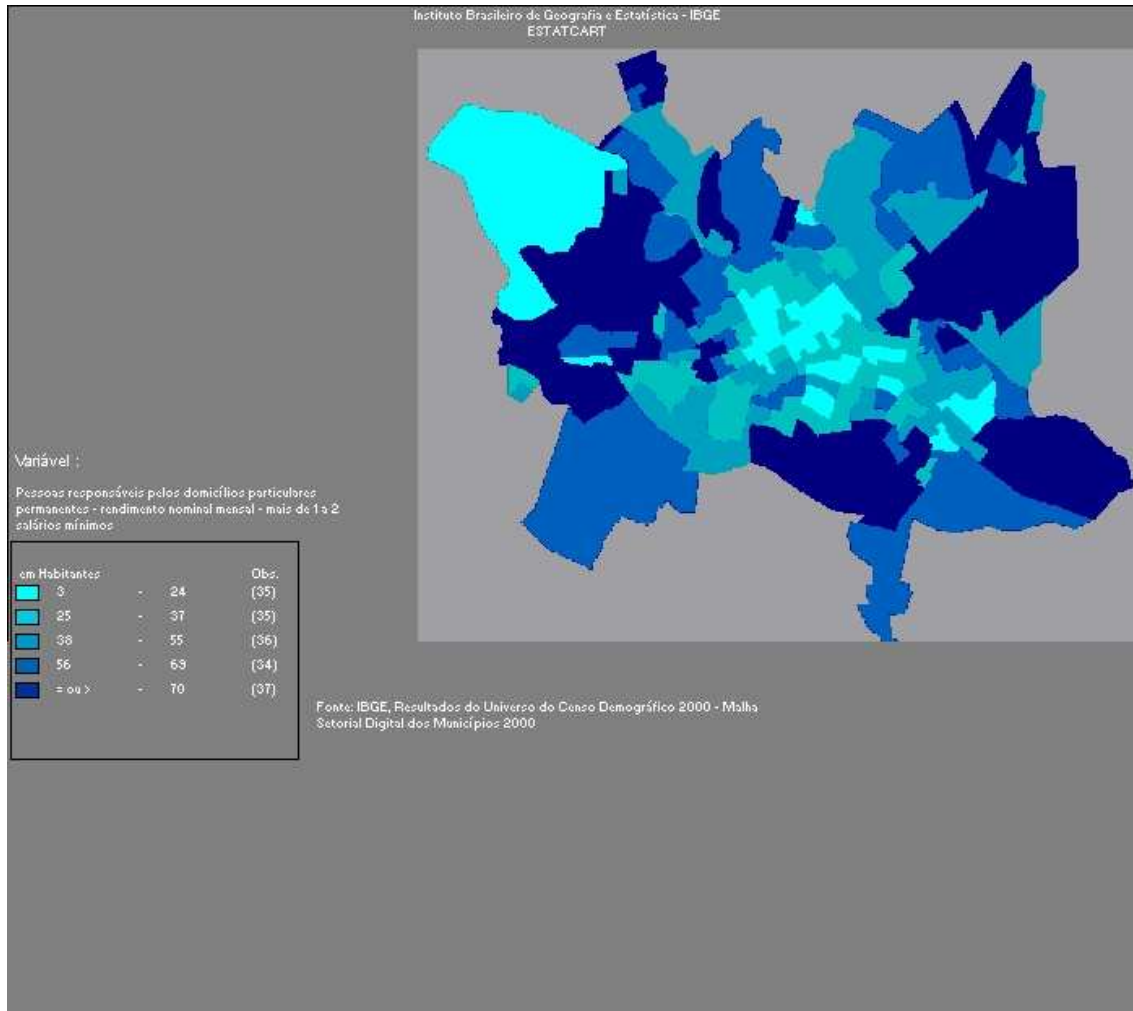 Instituto Brasileiro de Geografia e Estatística - IBGE
ESTATCART
Variável :
Pessoas responsáveis pelos domicílios particulares
permanentes - rendimento nominal mensal - mais de 1 a 2
salários mínimos
em Habitantes Obs.
3 - 24 (35)
25 - 37 (35)
38 - 55 (36)
56 - 69 (34)
= ou > - 70 (37)
Fonte: IBGE, Resultados do Universo do Censo Demográfico 2000 - Malha
Setorial Digital dos Municípios 2000